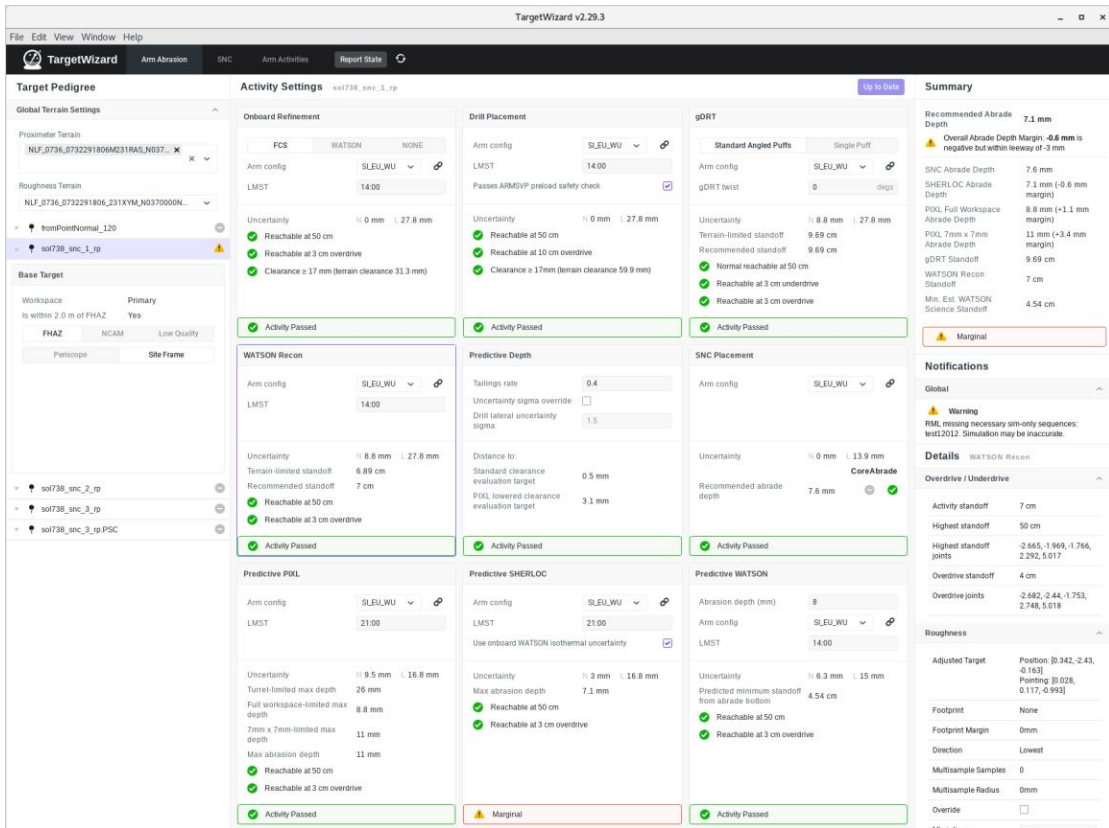 TargetWizard v2.29.3
File Edit View Window Help
TargetWizard Arm Abrasion SNC Arm Activities Report State
Target Pedigree
Global Terrain Settings
Proximeter Terrain
NLF_0736_0732291806M231RAS_N037...
Roughness Terrain
NLF_0736_0732291806_231XYM_N0370000N...
fromPointNormal_120
sol738_snc_1_rp
Base Target
Workspace Primary
Is within 2.0 m of FHAZ Yes
FHAZ NCAM Low Quality
Periscope Site Frame
sol738_snc_2_rp
sol738_snc_3_rp
sol738_snc_3_rp.PSC
Activity Settings sol738_snc_1_rp Up to Date
Onboard Refinement
FCS WATSON NONE
Arm config SI_EU_WU
LMST 14:00
Uncertainty N 0 mm L 27.8 mm
Reachable at 50 cm
Reachable at 3 cm overdrive
Clearance ≥ 17 mm (terrain clearance 31.3 mm)
Activity Passed
Drill Placement
Arm config SI_EU_WU
LMST 14:00
Passes ARMSVP preload safety check
Uncertainty N 0 mm L 27.8 mm
Reachable at 50 cm
Reachable at 10 cm overdrive
Clearance ≥ 17mm (terrain clearance 59.9 mm)
Activity Passed
gDRT
Standard Angled Puffs Single Puff
Arm config SI_EU_WU
gDRT twist 0 degs
Uncertainty N 8.8 mm L 27.8 mm
Terrain-limited standoff 9.69 cm
Recommended standoff 9.69 cm
Normal reachable at 50 cm
Reachable at 3 cm underdrive
Reachable at 3 cm overdrive
Activity Passed
WATSON Recon
Arm config SI_EU_WU
LMST 14:00
Uncertainty N 8.8 mm L 27.8 mm
Terrain-limited standoff 6.89 cm
Recommended standoff 7 cm
Reachable at 50 cm
Reachable at 3 cm overdrive
Activity Passed
Predictive Depth
Tailings rate 0.4
Uncertainty sigma override
Drill lateral uncertainty
sigma 1.5
Distance to:
Standard clearance
evaluation target 0.5 mm
PIXL lowered clearance
evaluation target 3.1 mm
Activity Passed
SNC Placement
Arm config SI_EU_WU
Uncertainty N 0 mm L 13.9 mm
CoreAbrade
Recommended abrade
depth 7.6 mm
Activity Passed
Predictive PIXL
Arm config SI_EU_WU
LMST 21:00
Uncertainty N 9.5 mm L 16.8 mm
Turret-limited max depth 26 mm
Full workspace-limited max
depth 8.8 mm
7mm x 7mm-limited max
depth 11 mm
Max abrasion depth 11 mm
Reachable at 50 cm
Reachable at 3 cm overdrive
Activity Passed
Predictive SHERLOC
Arm config SI_EU_WU
LMST 21:00
Use onboard WATSON isothermal uncertainty
Uncertainty N 3 mm L 16.8 mm
Max abrasion depth 7.1 mm
Reachable at 50 cm
Reachable at 3 cm overdrive
Marginal
Predictive WATSON
Abrasion depth (mm) 8
Arm config SI_EU_WU
LMST 14:00
Uncertainty N 6.3 mm L 15 mm
Predicted minimum standoff
from abrade bottom 4.54 cm
Reachable at 50 cm
Reachable at 3 cm overdrive
Activity Passed
Summary
Recommended Abrade
Depth 7.1 mm
Overall Abrade Depth Margin: -0.6 mm is
negative but within leeway of -3 mm
SNC Abrade Depth 7.6 mm
SHERLOC Abrade 7.1 mm (-0.6 mm
Depth margin)
PIXL Full Workspace 8.8 mm (+1.1 mm
Abrade Depth margin)
PIXL 7mm x 7mm 11 mm (+3.4 mm
Abrade Depth margin)
gDRT Standoff 9.69 cm
WATSON Recon
Standoff 7 cm
Min. Est. WATSON
Science Standoff 4.54 cm
Marginal
Notifications
Global
Warning
RML missing necessary sim-only sequences:
test12012. Simulation may be inaccurate.
Details WATSON Recon
Overdrive / Underdrive
Activity standoff 7 cm
Highest standoff 50 cm
Highest standoff -2.665, -1.969, -1.766,
joints 2.292, 5.017
Overdrive standoff 4 cm
Overdrive joints -2.682, -2.44, -1.753,
2.748, 5.018
Roughness
Adjusted Target Position: [0.342, -2.43,
-0.163]
Pointing: [0.028,
0.117, -0.993]
Footprint None
Footprint Margin 0mm
Direction Lowest
Multisample Samples 0
Multisample Radius 0mm
Override